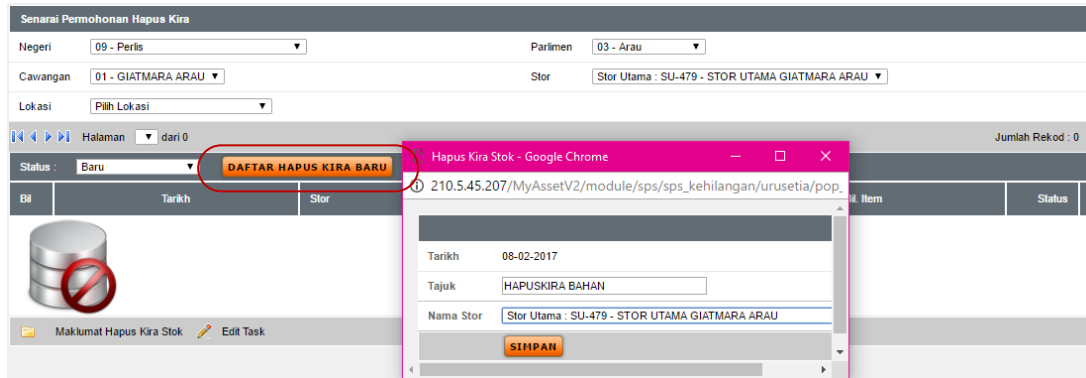 Senarai Permohonan Hapus Kira
Negeri 09 - Perlis Parlimen 03 - Arau
Cawangan 01 - GIATMARA ARAU Stor Stor Utama : SU-479 - STOR UTAMA GIATMARA ARAU
Lokasi Pilih Lokasi
Halaman dari 0 Jumlah Rekod : 0
Status : Baru DAFTAR HAPUS KIRA BARU
Bil Tarikh Stor Bil. Item Status
Maklumat Hapus Kira Stok Edit Task
Hapus Kira Stok - Google Chrome
210.5.45.207/MyAssetV2/module/sps/sps_kehilangan/urusetia/pop_
Tarikh 08-02-2017
Tajuk HAPUSKIRA BAHAN
Nama Stor Stor Utama : SU-479 - STOR UTAMA GIATMARA ARAU
SIMPAN